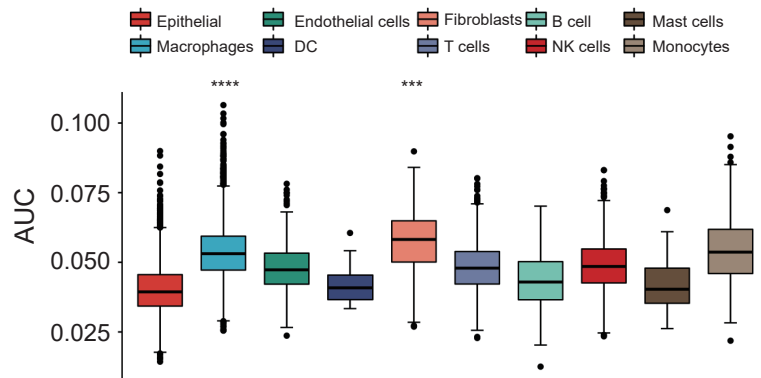 Epithelial Endothelial cells Fibroblasts B cell Mast cells
Macrophages DC T cells NK cells Monocytes
**** ***
0.100
0.075
0.050
0.025
AUC